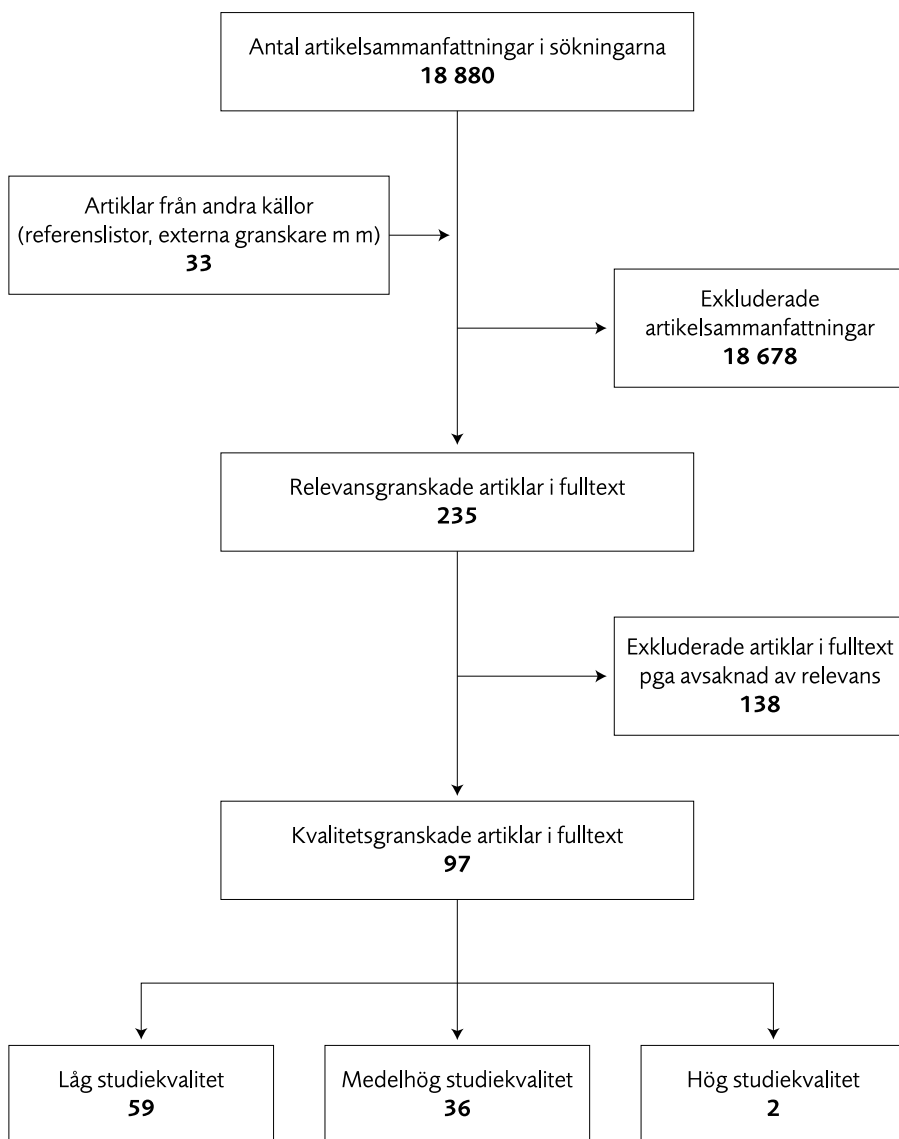 Antal artikelsammanfattningar i sökningarna
18 880
Artiklar från andra källor
(referenslistor, externa granskare m m)
33
Exkluderade
artikelsammanfattningar
18 678
Relevansgranskade artiklar i fulltext
235
Exkluderade artiklar i fulltext
pga avsaknad av relevans
138
Kvalitetsgranskade artiklar i fulltext
97
Låg studiekvalitet
59
Medelhög studiekvalitet
36
Hög studiekvalitet
2